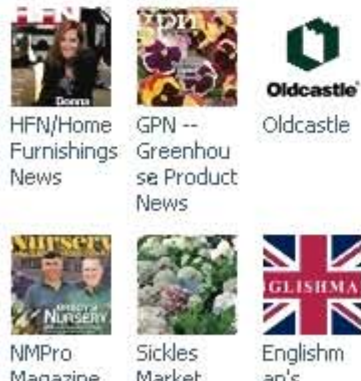 HFN
Donna
HFN/Home
Furnishings
News
gpn
GPN --
Greenhou
se Product
News
Oldcastle
Oldcastle
NURSERY
NURSERY
NMPro
Magazine
Sickles
Market
GLISHMA
Englishm
an's